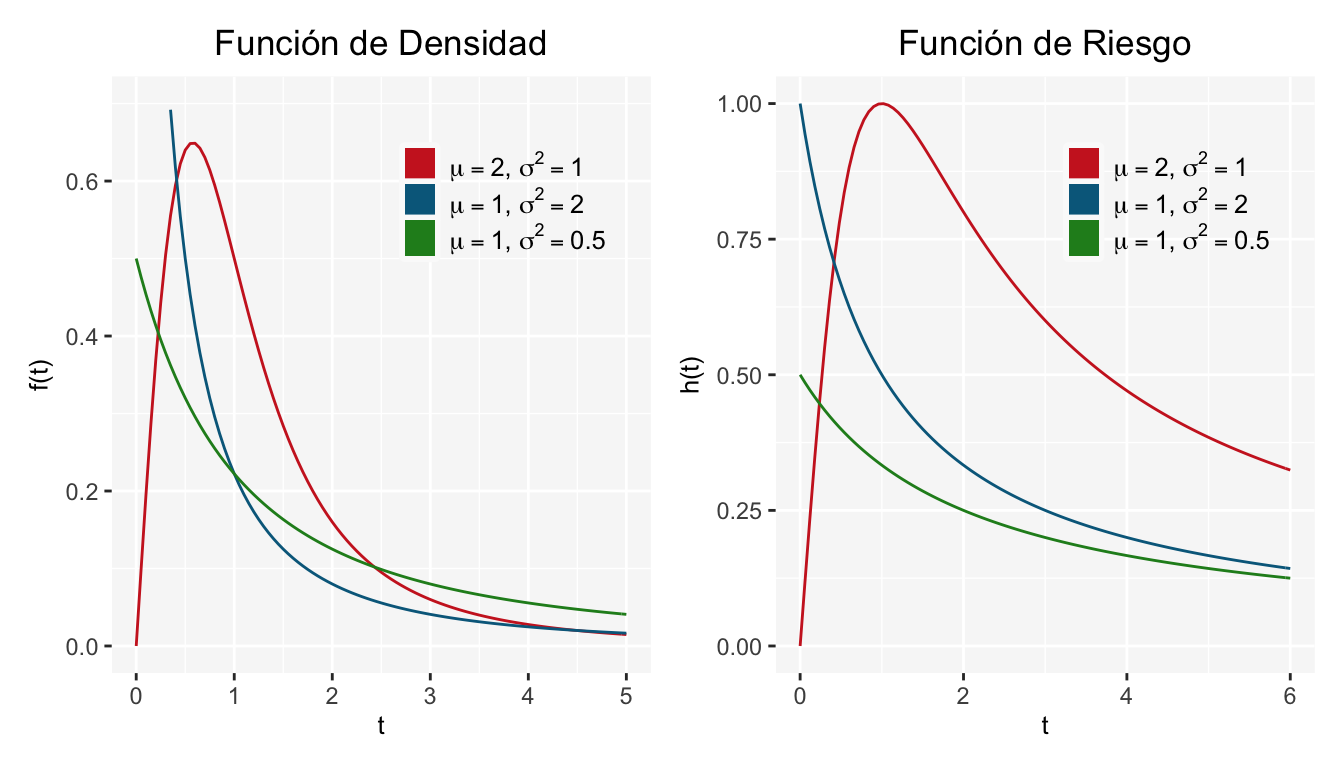 Función de Densidad
μ = 2, σ² = 1
μ = 1, σ² = 2
μ = 1, σ² = 0.5
0.6
0.4
0.2
0.0
f(t)
0 1 2 3 4 5
t
Función de Riesgo
μ = 2, σ² = 1
μ = 1, σ² = 2
μ = 1, σ² = 0.5
1.00
0.75
0.50
0.25
0.00
h(t)
0 2 4 6
t